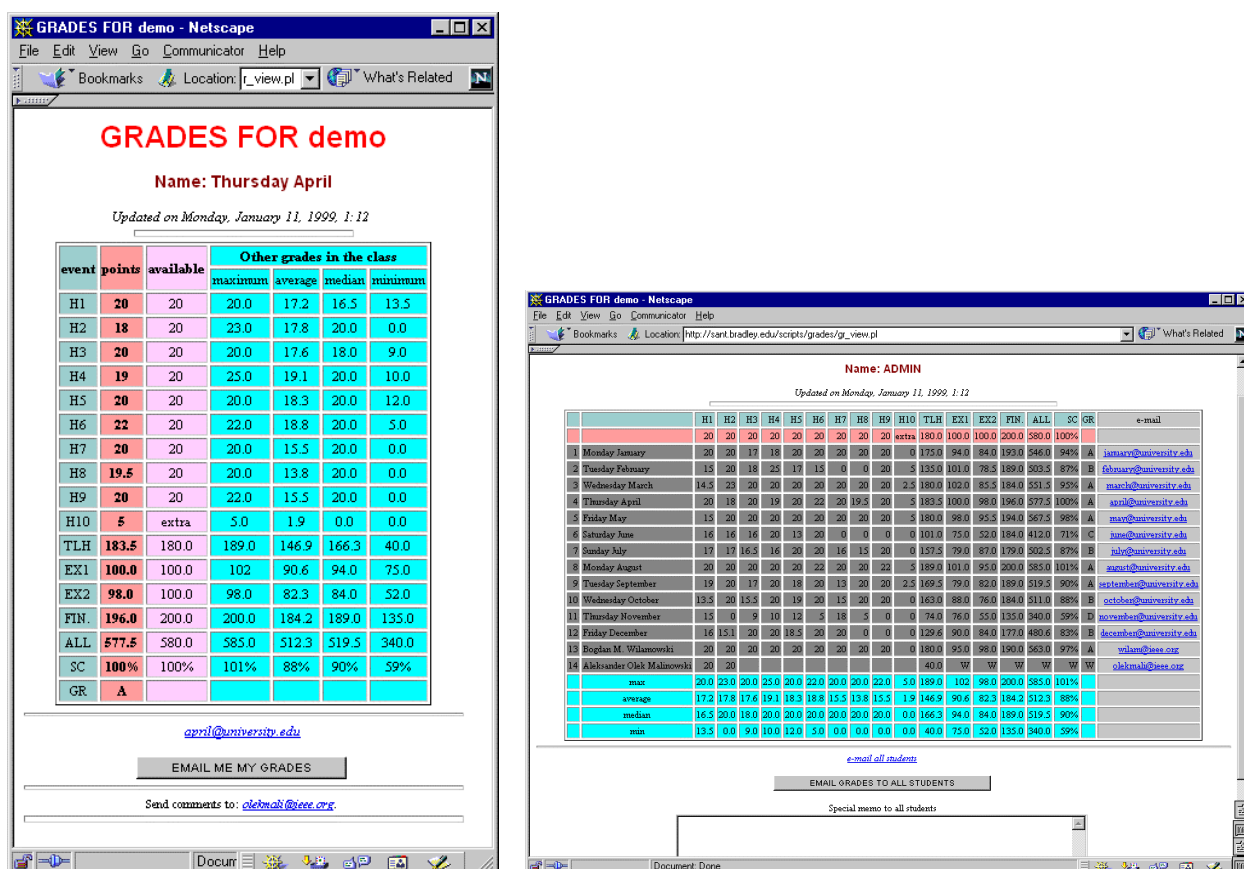 GRADES FOR demo - Netscape
File Edit View Go Communicator Help
Bookmarks Location: r_view.pl What's Related N
GRADES FOR demo
Name: Thursday April
Updated on Monday, January 11, 1999, 1:12
event points available Other grades in the class
maximum average median minimum
H1 20 20 20.0 17.2 16.5 13.5
H2 18 20 23.0 17.8 20.0 0.0
H3 20 20 20.0 17.6 18.0 9.0
H4 19 20 25.0 19.1 20.0 10.0
H5 20 20 20.0 18.3 20.0 12.0
H6 22 20 22.0 18.8 20.0 5.0
H7 20 20 20.0 15.5 20.0 0.0
H8 19.5 20 20.0 13.8 20.0 0.0
H9 20 20 22.0 15.5 20.0 0.0
H10 5 extra 5.0 1.9 0.0 0.0
TLH 183.5 180.0 189.0 146.9 166.3 40.0
EX1 100.0 100.0 102 90.6 94.0 75.0
EX2 98.0 100.0 98.0 82.3 84.0 52.0
FIN. 196.0 200.0 200.0 184.2 189.0 135.0
ALL 577.5 580.0 585.0 512.3 519.5 340.0
SC 100% 100% 101% 88% 90% 59%
GR A
april@university.edu
EMAIL ME MY GRADES
Send comments to: olekmali@ieee.org.
Docum
GRADES FOR demo - Netscape
File Edit View Go Communicator Help
Bookmarks Location: http://sant.bradley.edu/scripts/grades/gr_view.pl What's Related N
Name: ADMIN
Updated on Monday, January 11, 1999, 1:12
H1 H2 H3 H4 H5 H6 H7 H8 H9 H10 TLH EX1 EX2 FIN. ALL SC GR e-mail
20 20 20 20 20 20 20 20 20 extra 180.0 100.0 100.0 200.0 580.0 100%
1 Monday January 20 20 17 18 20 20 20 20 20 0 175.0 94.0 84.0 193.0 546.0 94% A january@university.edu
2 Tuesday February 15 20 18 25 17 15 0 0 20 5 135.0 101.0 78.5 189.0 503.5 87% B february@university.edu
3 Wednesday March 14.5 23 20 20 20 20 20 20 20 2.5 180.0 102.0 85.5 184.0 551.5 95% A march@university.edu
4 Thursday April 20 18 20 19 20 22 20 19.5 20 5 183.5 100.0 98.0 196.0 577.5 100% A april@university.edu
5 Friday May 15 20 20 20 20 20 20 20 20 5 180.0 98.0 95.5 194.0 567.5 98% A may@university.edu
6 Saturday June 16 16 16 20 13 20 0 0 0 0 101.0 75.0 52.0 184.0 412.0 71% C june@university.edu
7 Sunday July 17 17 16.5 16 20 20 16 15 20 0 157.5 79.0 87.0 179.0 502.5 87% B july@university.edu
8 Monday August 20 20 20 20 20 22 20 20 22 5 189.0 101.0 95.0 200.0 585.0 101% A august@university.edu
9 Tuesday September 19 20 17 20 18 20 13 20 20 2.5 169.5 79.0 82.0 189.0 519.5 90% A september@university.edu
10 Wednesday October 13.5 20 15.5 20 19 20 15 20 20 0 163.0 88.0 76.0 184.0 511.0 88% B october@university.edu
11 Thursday November 15 0 9 10 12 5 18 5 0 0 74.0 76.0 55.0 135.0 340.0 59% D november@university.edu
12 Friday December 16 15.1 20 20 18.5 20 20 0 0 0 129.6 90.0 84.0 177.0 480.6 83% B december@university.edu
13 Bogdan M. Wilamowski 20 20 20 20 20 20 20 20 20 0 180.0 95.0 98.0 190.0 563.0 97% A wilam@ieee.org
14 Aleksander Olek Malinowski 20 20 40.0 W W W W W W olekmali@ieee.org
max 20.0 23.0 20.0 25.0 20.0 22.0 20.0 20.0 22.0 5.0 189.0 102 98.0 200.0 585.0 101%
average 17.2 17.8 17.6 19.1 18.3 18.8 15.5 13.8 15.5 1.9 146.9 90.6 82.3 184.2 512.3 88%
median 16.5 20.0 18.0 20.0 20.0 20.0 20.0 20.0 20.0 0.0 166.3 94.0 84.0 189.0 519.5 90%
min 13.5 0.0 9.0 10.0 12.0 5.0 0.0 0.0 0.0 0.0 40.0 75.0 52.0 135.0 340.0 59%
e-mail all students
EMAIL GRADES TO ALL STUDENTS
Special memo to all students
Document: Done